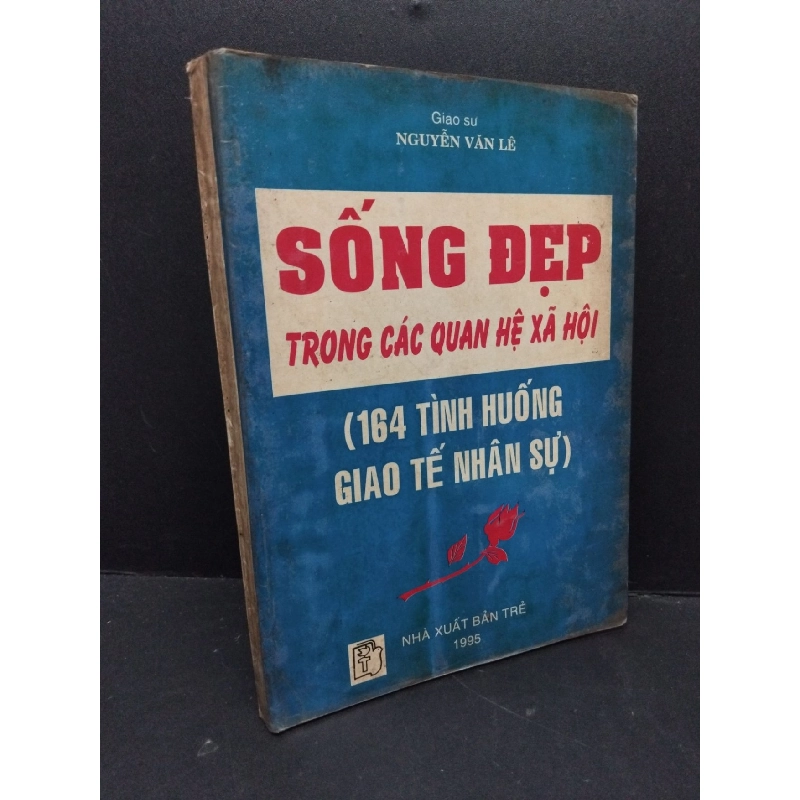 Giao sư
NGUYỄN VĂN LÊ
SỐNG ĐẸP
TRONG CÁC QUAN HỆ XÃ HỘI
(164 TÌNH HUỐNG
GIAO TẾ NHÂN SỰ)
NHÀ XUẤT BẢN TRẺ
1995